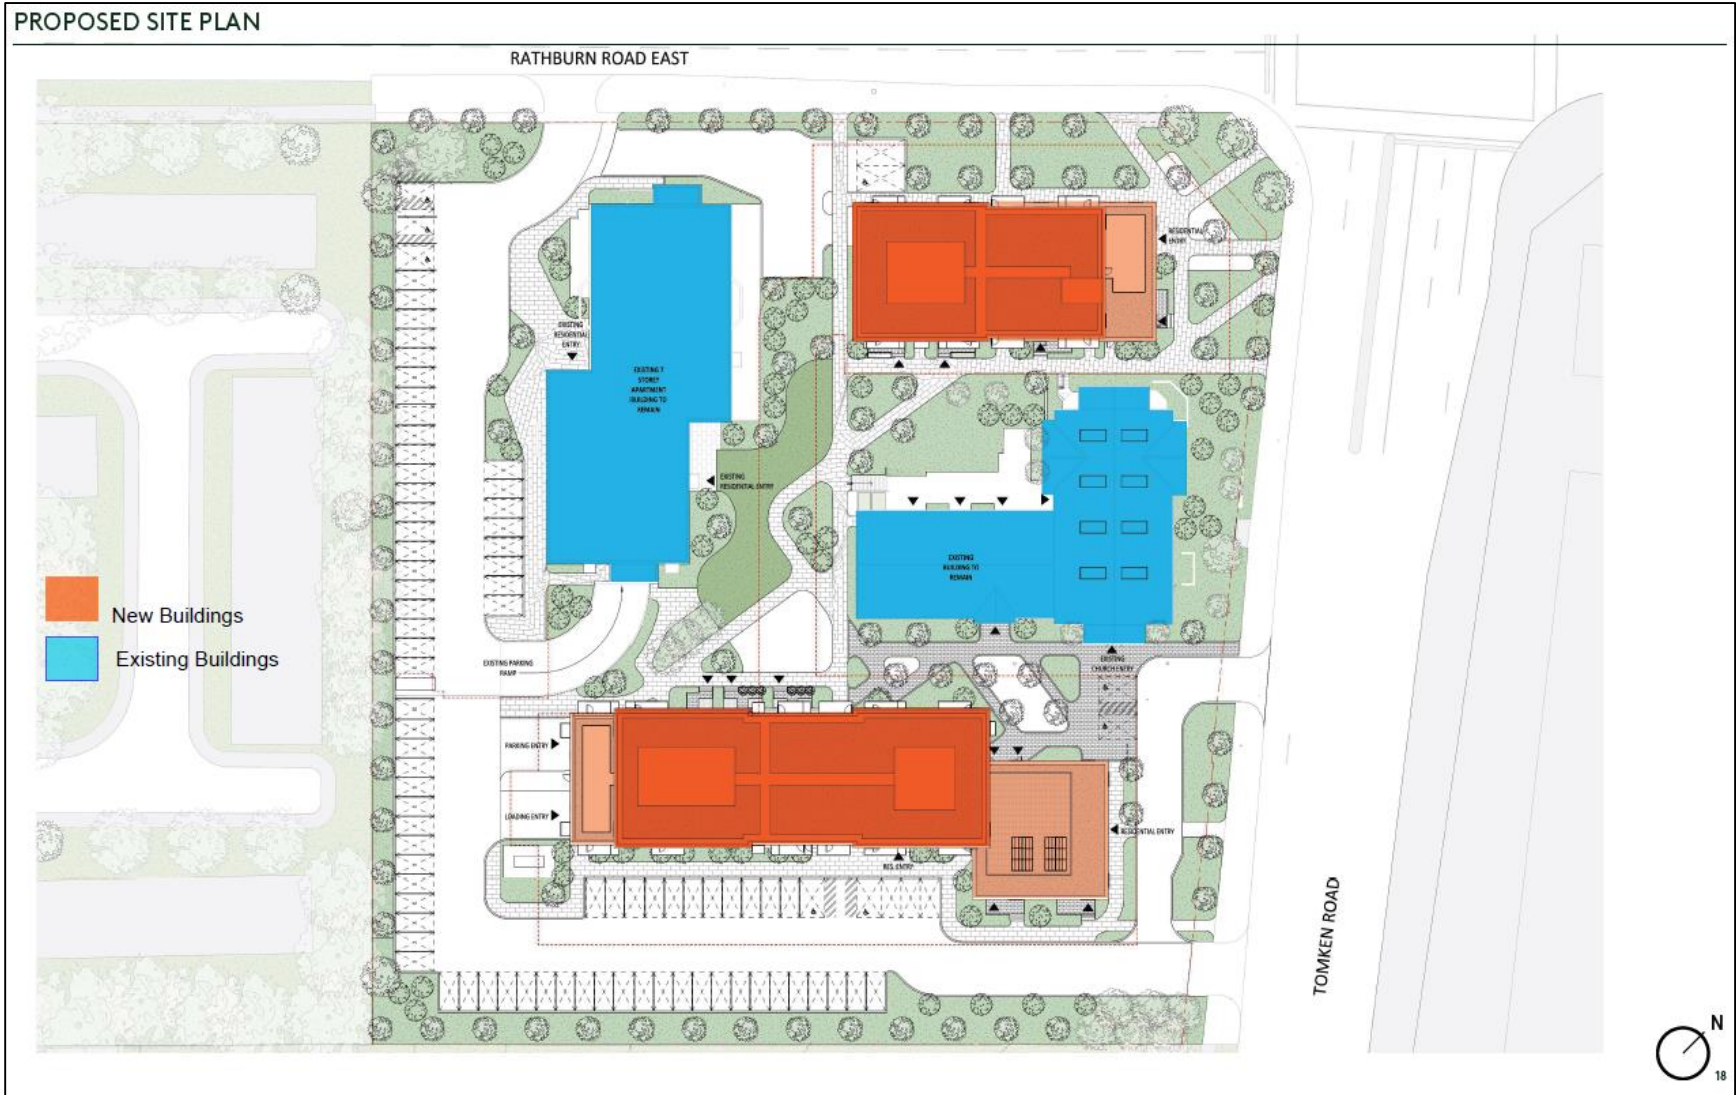 PROPOSED SITE PLAN
RATHBURN ROAD EAST
RESIDENTIAL
ENTRY
EXISTING
RESIDENTIAL
ENTRY
EXISTING 7
STOREY
APARTMENT
BUILDING TO
REMAIN
EXISTING
RESIDENTIAL ENTRY
EXISTING
BUILDING TO
REMAIN
New Buildings
Existing Buildings
EXISTING PARKING
RAMP
EXISTING
CHURCH ENTRY
PARKING ENTRY
LOADING ENTRY
RESIDENTIAL ENTRY
RES. ENTRY
TOMKEN ROAD
N
18